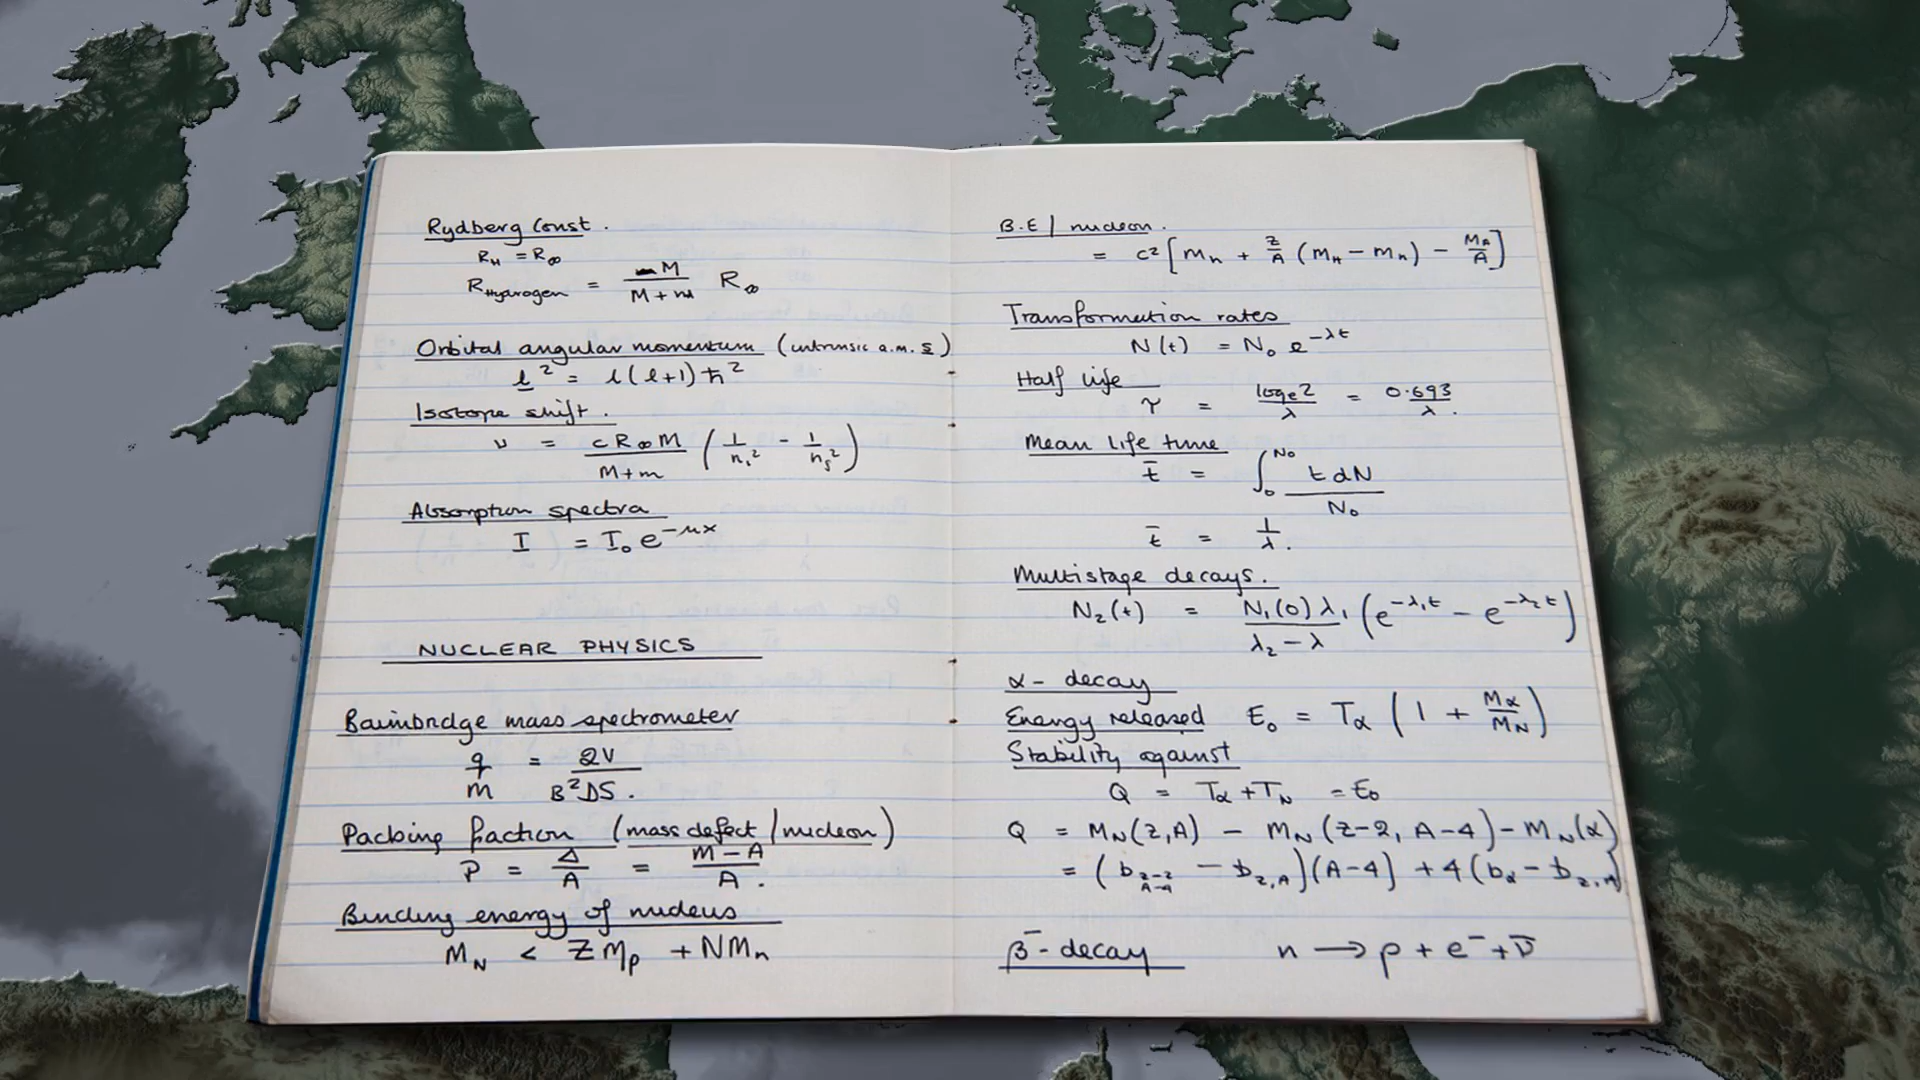 Rydberg Const.
R_H = R_∞
R_Hydrogen = M / (M + m) R_∞
Orbital angular momentum (intrinsic a.m. s)
l² = l(l+1)ħ²
Isotope shift.
ν = cR∞M / (M+m) (1/n_i² - 1/n_f²)
Absorption spectra
I = I₀ e^(-μx)
NUCLEAR PHYSICS
Bainbridge mass spectrometer
q/m = 2V / B²DS.
Packing fraction (mass defect / nucleon)
P = Δ/A = (M - A)/A.
Binding energy of nucleus
M_N < ZM_p + NM_n
B.E / nucleon.
= c² [m_n + Z/A (m_H - m_n) - M_A/A]
Transformation rates
N(t) = N₀ e^(-λt)
Half life
τ = log_e 2 / λ = 0.693 / λ.
Mean life time
t̄ = ∫₀^N₀ t dN / N₀
t̄ = 1/λ.
Multistage decays.
N₂(t) = N₁(0)λ₁ / (λ₂ - λ) (e^(-λ₁t) - e^(-λ₂t))
α - decay
Energy released E₀ = T_α (1 + M_α/M_N)
Stability against
Q = T_α + T_N = E₀
Q = M_N(Z,A) - M_N(Z-2, A-4) - M_N(α)
= (b_(Z-2, A-4) - b_(Z,A))(A-4) + 4(b_α - b_(Z,A))
β⁻ - decay n → p + e⁻ + ν̄